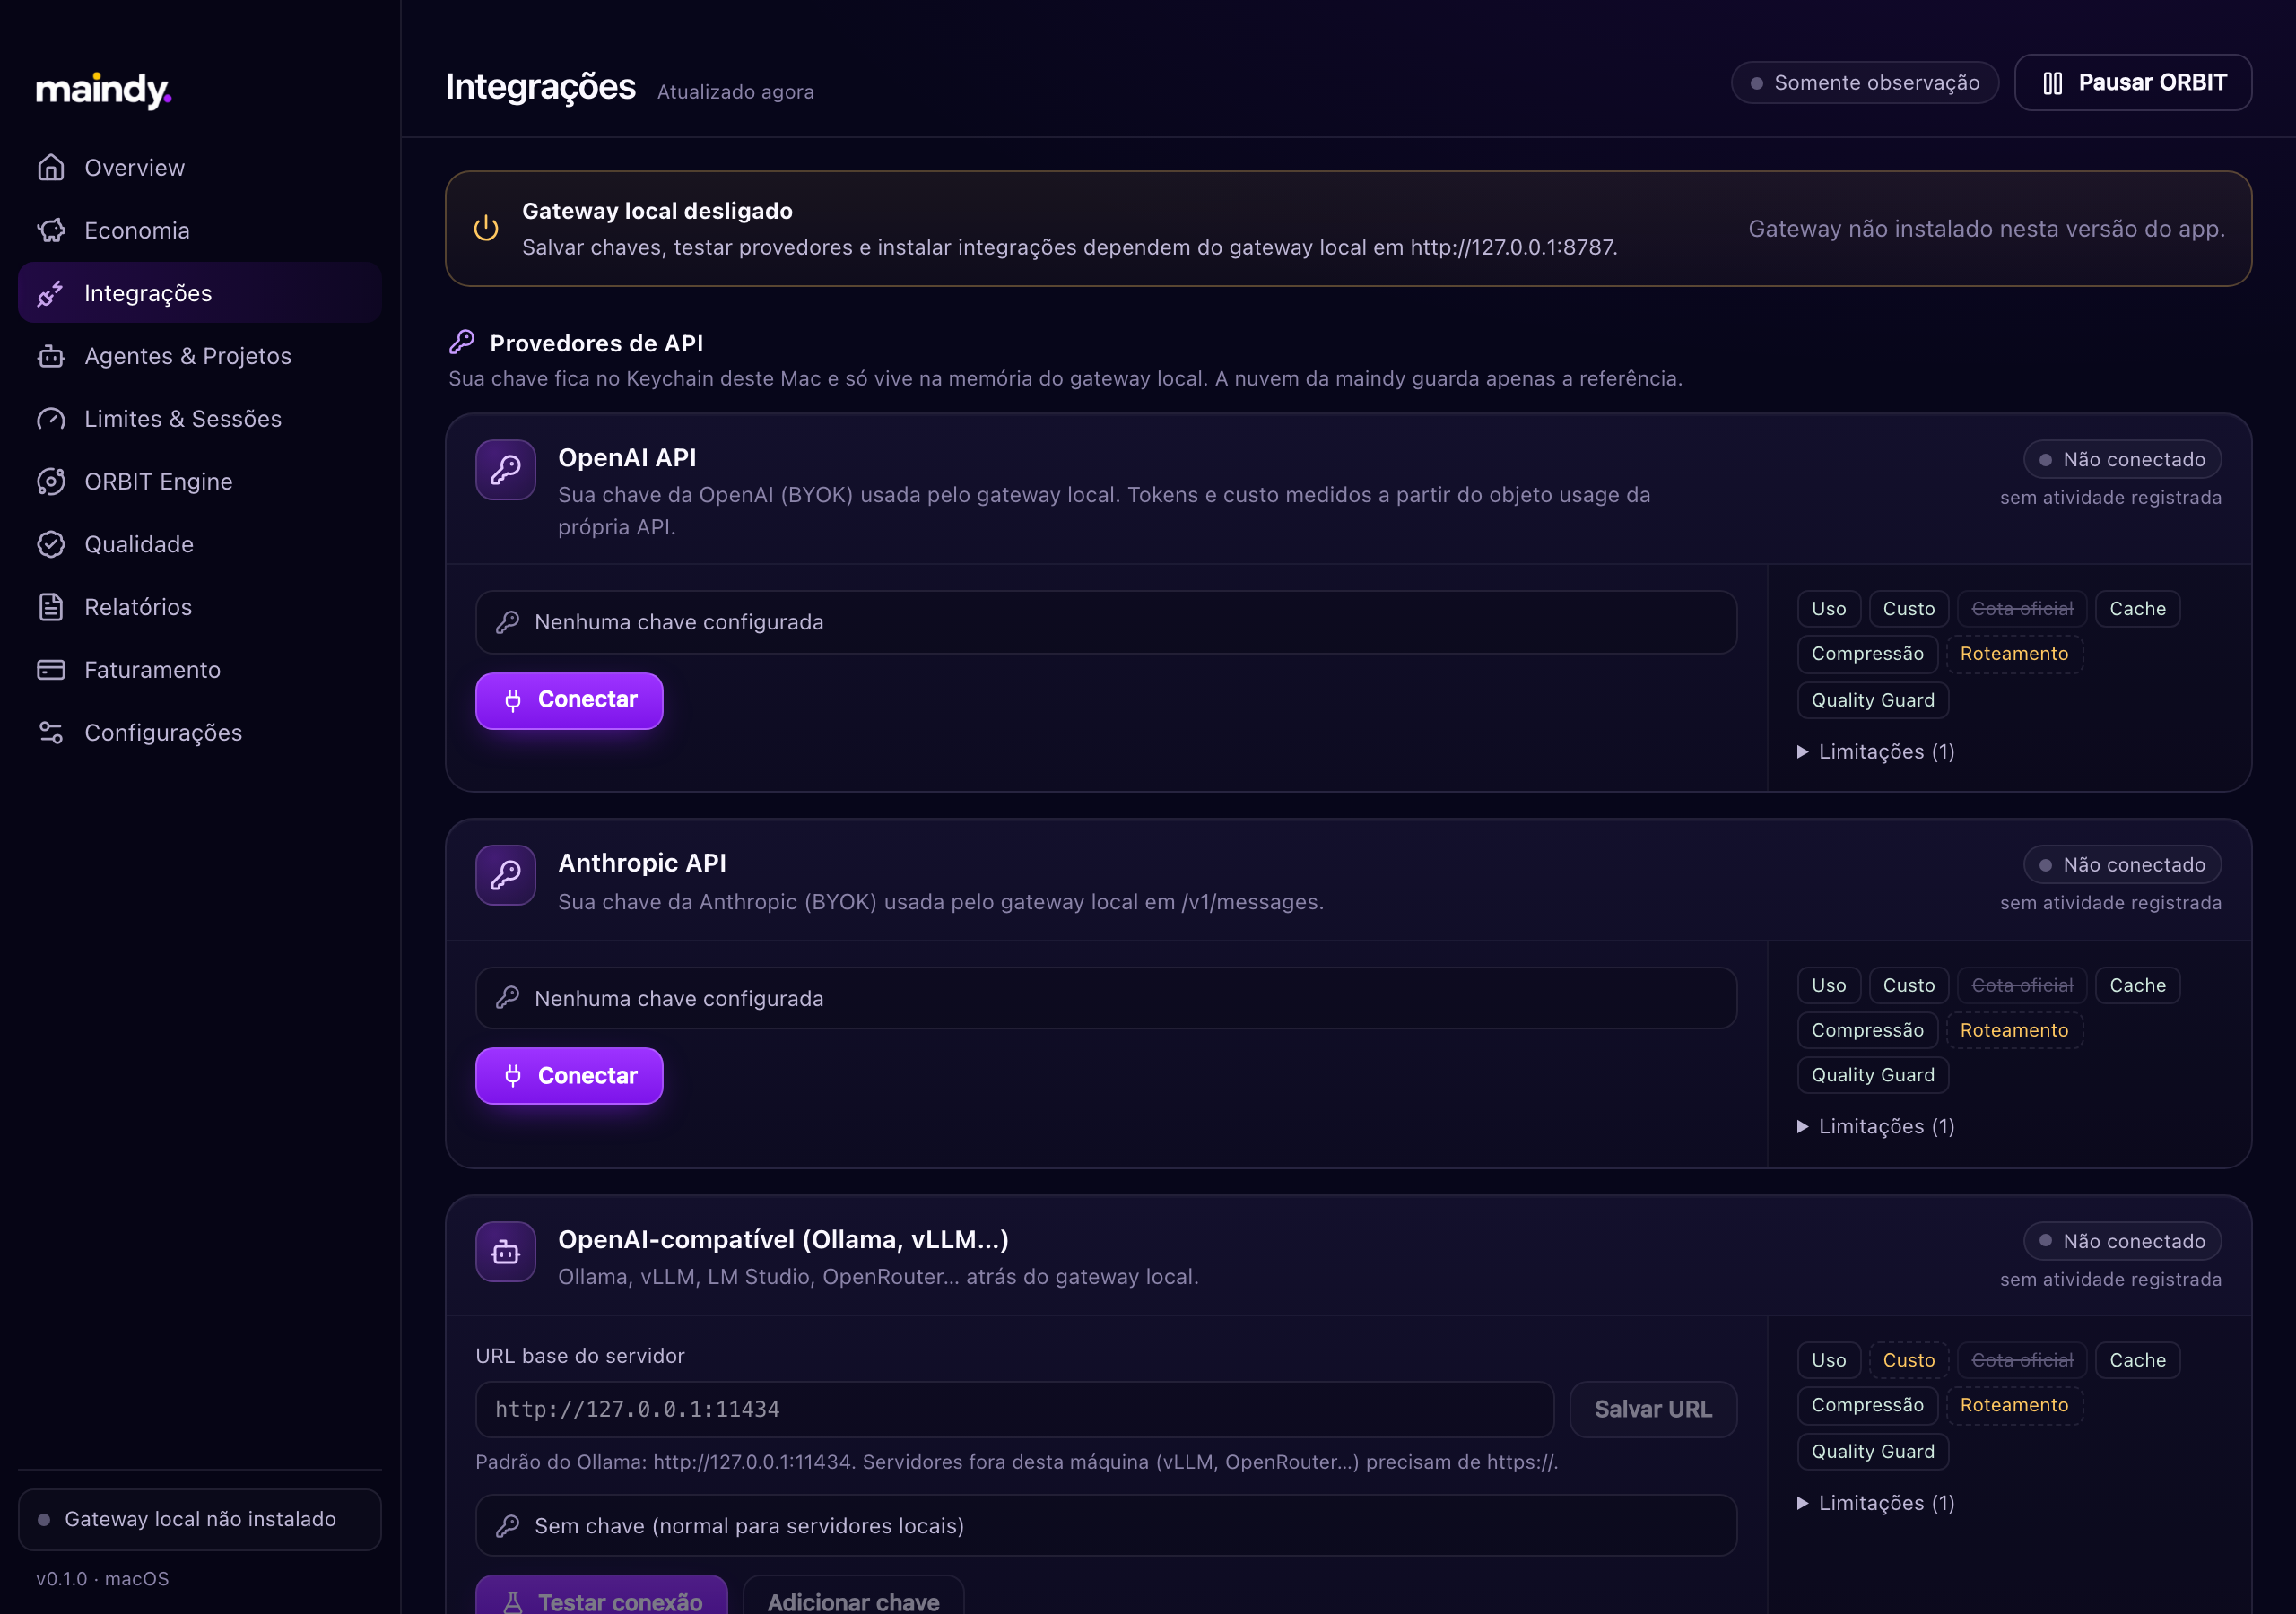 maindy.
Overview
Economia
Integrações
Agentes & Projetos
Limites & Sessões
ORBIT Engine
Qualidade
Relatórios
Faturamento
Configurações
Gateway local não instalado
v0.1.0 · macOS
Integrações
Atualizado agora
Somente observação
Pausar ORBIT
Gateway local desligado
Salvar chaves, testar provedores e instalar integrações dependem do gateway local em http://127.0.0.1:8787.
Gateway não instalado nesta versão do app.
Provedores de API
Sua chave fica no Keychain deste Mac e só vive na memória do gateway local. A nuvem da maindy guarda apenas a referência.
OpenAI API
Sua chave da OpenAI (BYOK) usada pelo gateway local. Tokens e custo medidos a partir do objeto usage da
própria API.
Não conectado
sem atividade registrada
Nenhuma chave configurada
Conectar
Uso Custo Cota oficial Cache
Compressão Roteamento
Quality Guard
Limitações (1)
Anthropic API
Sua chave da Anthropic (BYOK) usada pelo gateway local em /v1/messages.
Não conectado
sem atividade registrada
Nenhuma chave configurada
Conectar
Uso Custo Cota oficial Cache
Compressão Roteamento
Quality Guard
Limitações (1)
OpenAI-compatível (Ollama, vLLM...)
Ollama, vLLM, LM Studio, OpenRouter... atrás do gateway local.
Não conectado
sem atividade registrada
URL base do servidor
http://127.0.0.1:11434
Salvar URL
Padrão do Ollama: http://127.0.0.1:11434. Servidores fora desta máquina (vLLM, OpenRouter...) precisam de https://.
Sem chave (normal para servidores locais)
Testar conexão
Adicionar chave
Uso Custo Cota oficial Cache
Compressão Roteamento
Quality Guard
Limitações (1)